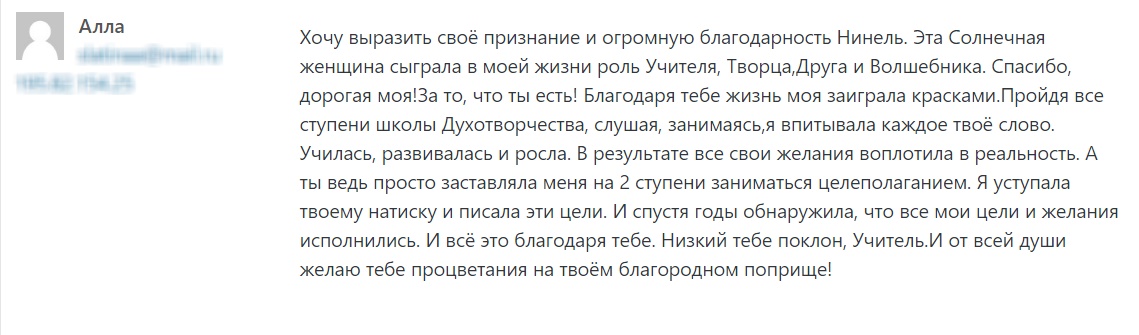 Алла
Хочу выразить своё признание и огромную благодарность Нинель. Эта Солнечная
женщина сыграла в моей жизни роль Учителя, Творца,Друга и Волшебника. Спасибо,
дорогая моя!За то, что ты есть! Благодаря тебе жизнь моя заиграла красками.Пройдя все
ступени школы Духотворчества, слушая, занимаясь,я впитывала каждое твоё слово.
Училась, развивалась и росла. В результате все свои желания воплотила в реальность. А
ты ведь просто заставляла меня на 2 ступени заниматься целеполаганием. Я уступала
твоему натиску и писала эти цели. И спустя годы обнаружила, что все мои цели и желания
исполнились. И всё это благодаря тебе. Низкий тебе поклон, Учитель.И от всей души
желаю тебе процветания на твоём благородном поприще!